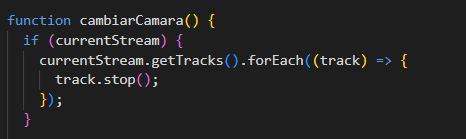 function cambiarCamara() {
  if (currentStream) {
    currentStream.getTracks().forEach((track) => {
      track.stop();
    });
  }